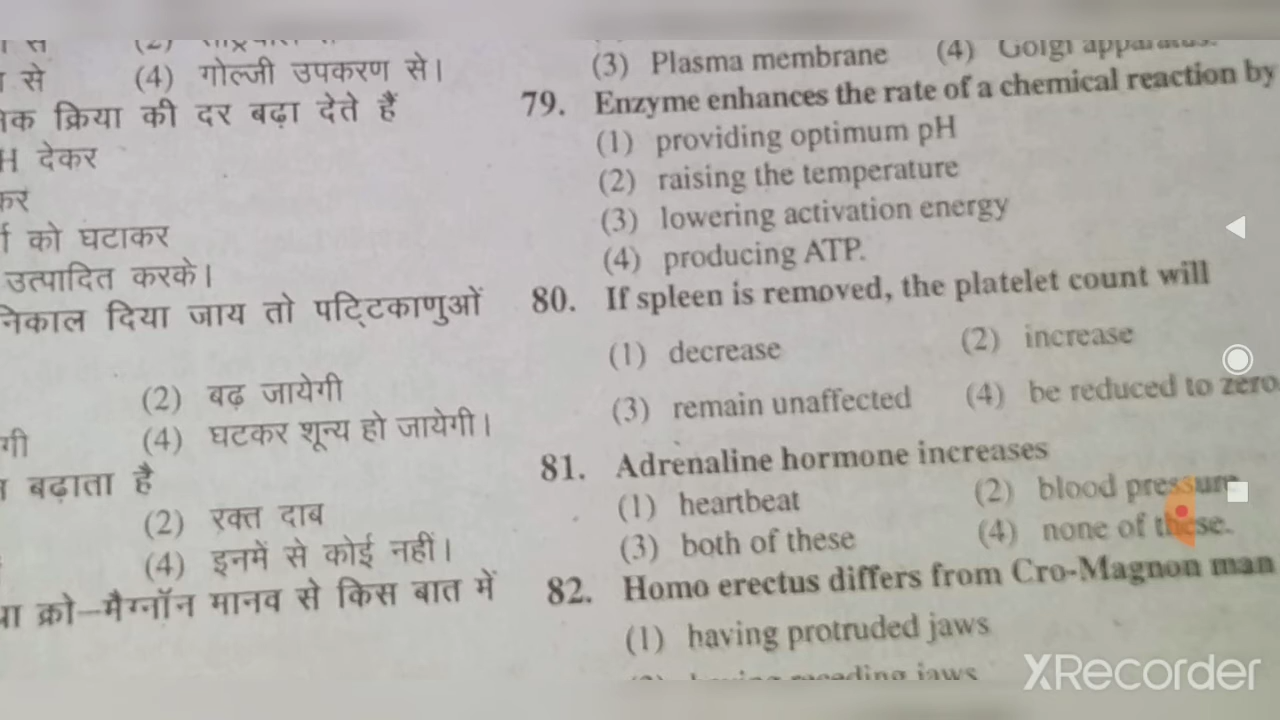 से (4) गोल्जी उपकरण से।
क्रिया की दर बढ़ा देते हैं
देकर
को घटाकर
उत्पादित करके।
दिया जाय तो पट्टिकाणुओं
(2) बढ़ जायेगी
(4) घटकर शून्य हो जायेगी।
बढ़ाता है
(2) रक्त दाब
(4) इनमें से कोई नहीं।
क्रो-मैग्नॉन मानव से किस बात में
(3) Plasma membrane (4) Golgi apparatus.
79. Enzyme enhances the rate of a chemical reaction by
(1) providing optimum pH
(2) raising the temperature
(3) lowering activation energy
(4) producing ATP.
80. If spleen is removed, the platelet count will
(1) decrease (2) increase
(3) remain unaffected (4) be reduced to zero
81. Adrenaline hormone increases
(1) heartbeat (2) blood pressure
(3) both of these (4) none of these.
82. Homo erectus differs from Cro-Magnon man
(1) having protruded jaws
jaws
XRecorder